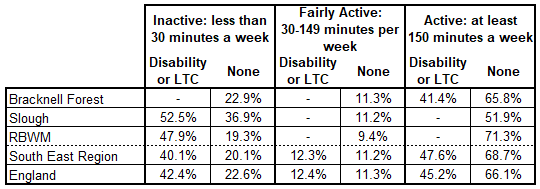 Inactive: less than 30 minutes a week Fairly Active: 30-149 minutes per week Active: at least 150 minutes a week
Disability or LTC None Disability or LTC None Disability or LTC None
Bracknell Forest - 22.9% - 11.3% 41.4% 65.8%
Slough 52.5% 36.9% - 11.2% - 51.9%
RBWM 47.9% 19.3% - 9.4% - 71.3%
South East Region 40.1% 20.1% 12.3% 11.2% 47.6% 68.7%
England 42.4% 22.6% 12.4% 11.3% 45.2% 66.1%